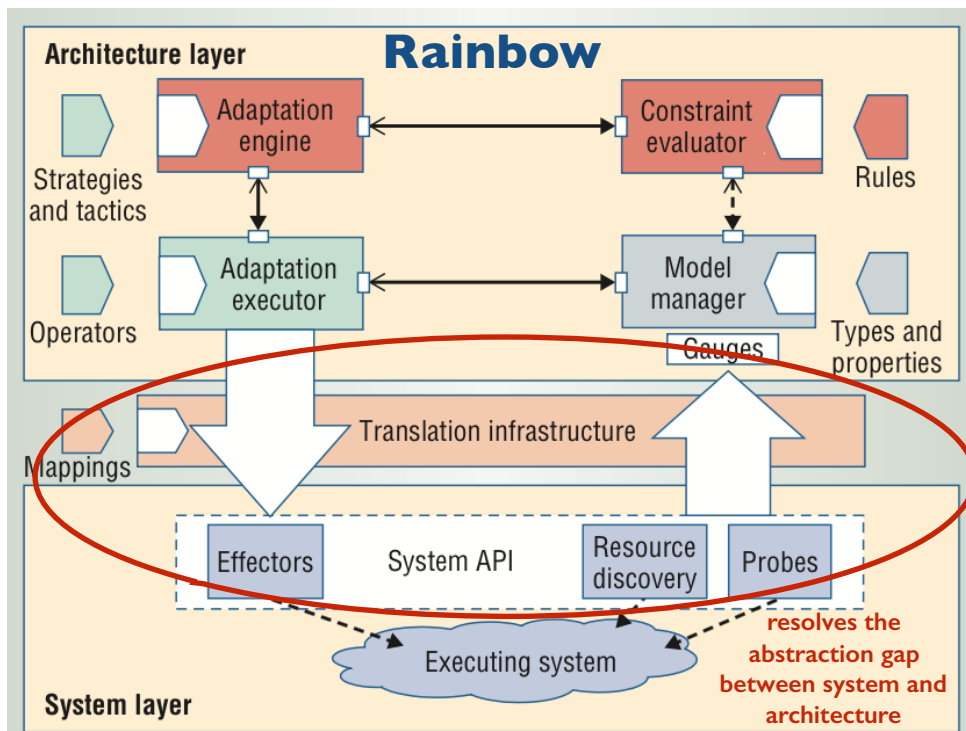 Rainbow
Architecture layer
Adaptation
engine
Constraint
evaluator
Strategies
and tactics
Rules
Adaptation
executor
Model
manager
Operators
Gauges
Types and
properties
Mappings
Translation infrastructure
Effectors
System API
Resource
discovery
Probes
Executing system
resolves the
abstraction gap
between system and
architecture
System layer